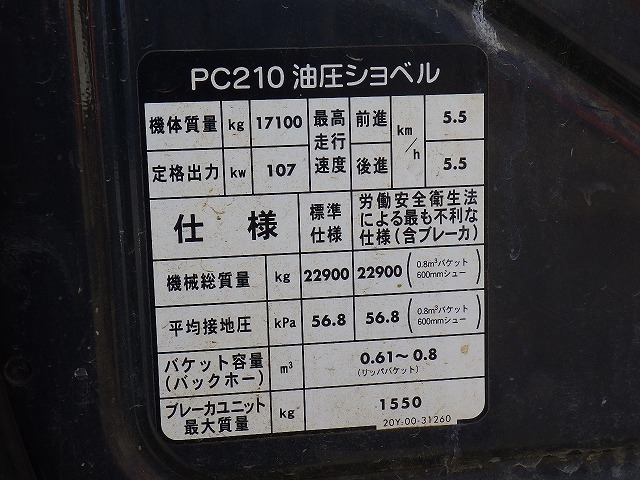 PC210 油圧ショベル
機体質量 kg 17100 最高走行速度 前進 km/h 5.5
定格出力 kw 107 後進 5.5
仕様 標準仕様 労働安全衛生法による最も不利な仕様(含ブレーカ)
機械総質量 kg 22900 22900 (0.8m³バケット 600mmシュー)
平均接地圧 kPa 56.8 56.8 (0.8m³バケット 600mmシュー)
バケット容量(バックホー) m³ 0.61〜0.8 (リッパバケット)
ブレーカユニット最大質量 kg 1550
20Y-00-31260